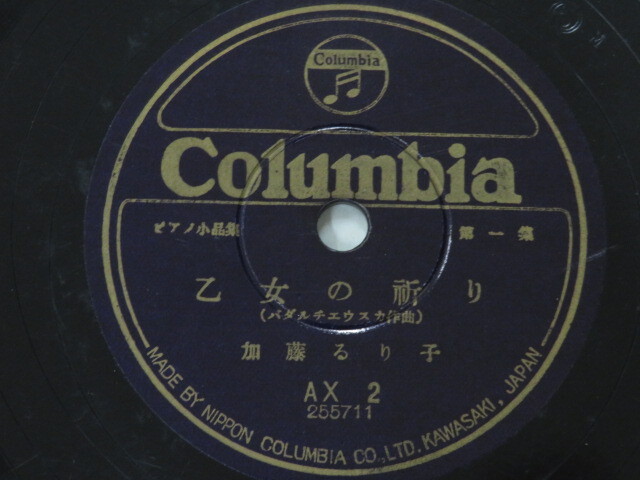 Columbia
Columbia
ピアノ小品集 第一集
乙女の祈り
(バダルチエウスカ作曲)
加藤るり子
AX 2
255711
MADE BY NIPPON COLUMBIA CO., LTD. KAWASAKI, JAPAN